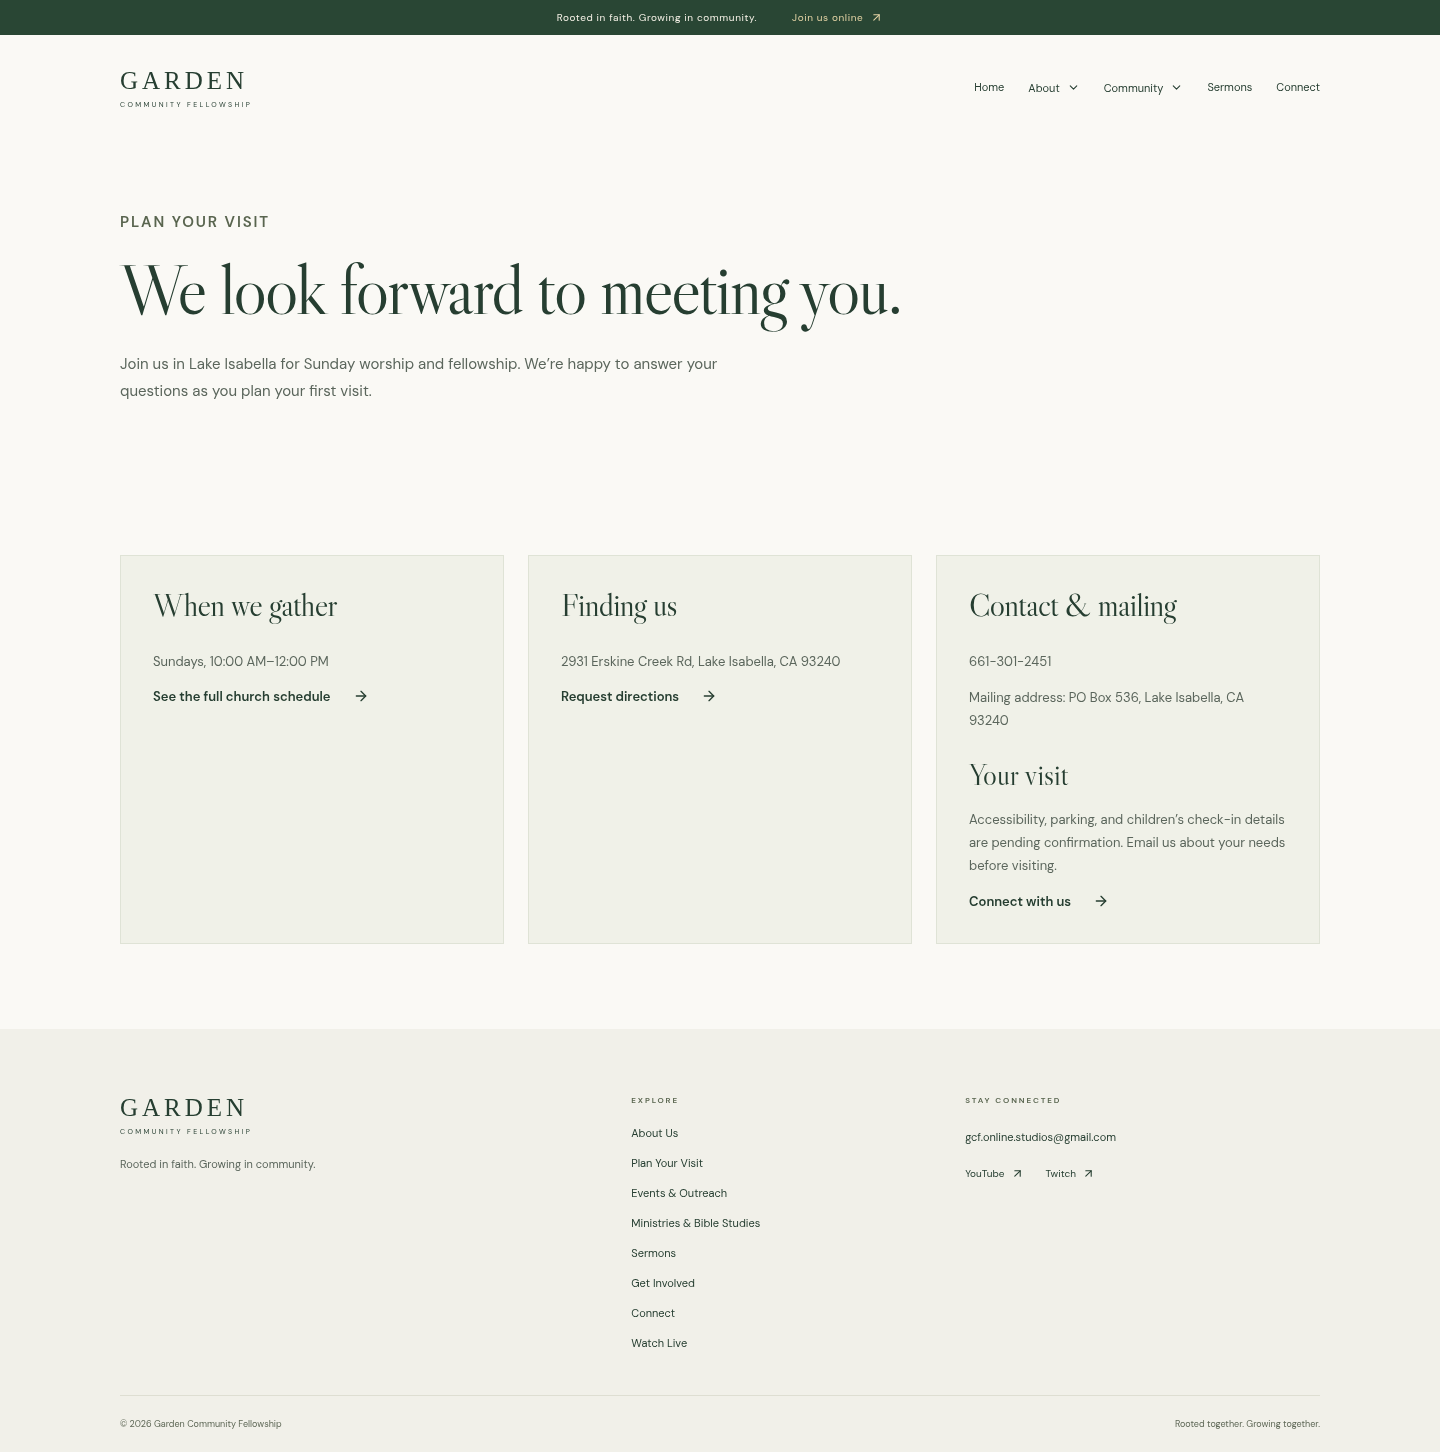 Rooted in faith. Growing in community. Join us online
GARDEN
COMMUNITY FELLOWSHIP
Home About Community Sermons Connect
PLAN YOUR VISIT
We look forward to meeting you.
Join us in Lake Isabella for Sunday worship and fellowship. We’re happy to answer your
questions as you plan your first visit.
When we gather
Sundays, 10:00 AM–12:00 PM
See the full church schedule
Finding us
2931 Erskine Creek Rd, Lake Isabella, CA 93240
Request directions
Contact & mailing
661-301-2451
Mailing address: PO Box 536, Lake Isabella, CA
93240
Your visit
Accessibility, parking, and children’s check-in details
are pending confirmation. Email us about your needs
before visiting.
Connect with us
GARDEN
COMMUNITY FELLOWSHIP
Rooted in faith. Growing in community.
EXPLORE
About Us
Plan Your Visit
Events & Outreach
Ministries & Bible Studies
Sermons
Get Involved
Connect
Watch Live
STAY CONNECTED
gcf.online.studios@gmail.com
YouTube Twitch
© 2026 Garden Community Fellowship
Rooted together. Growing together.